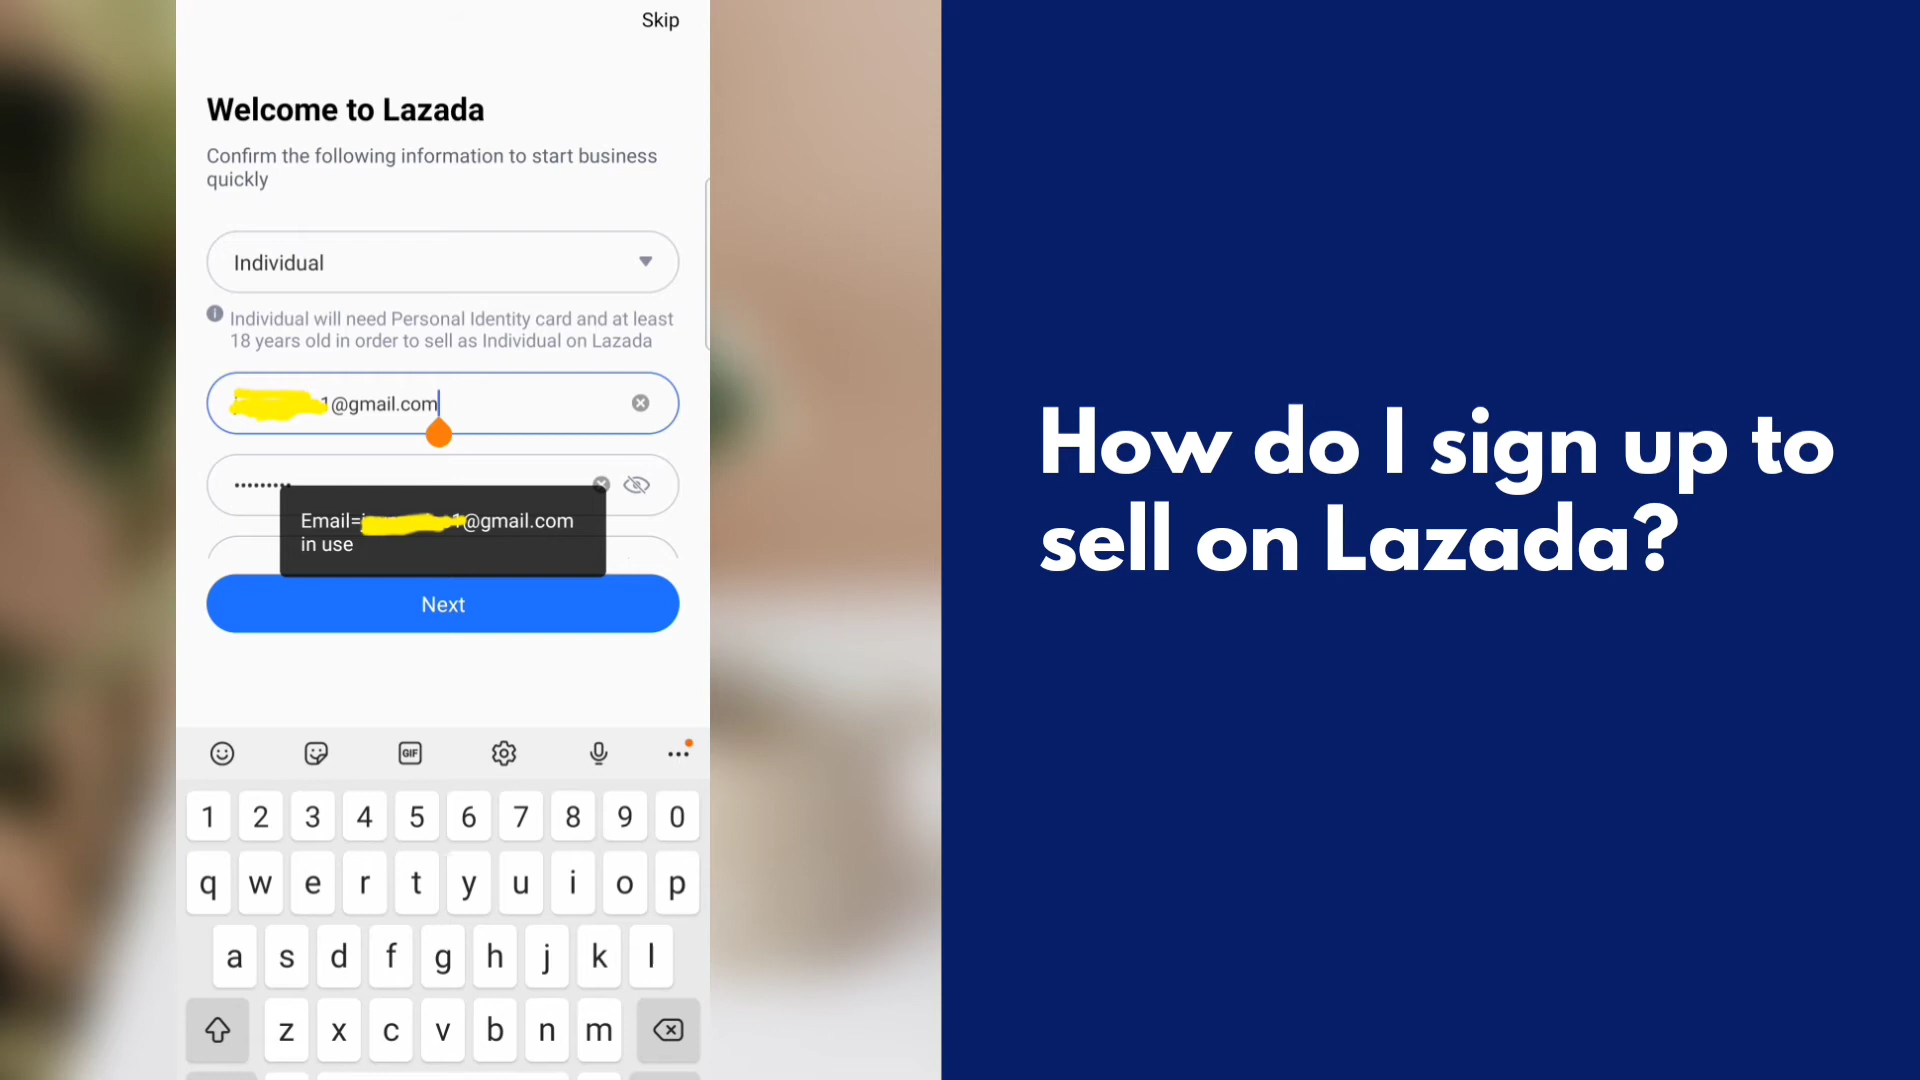 Skip
Welcome to Lazada
Confirm the following information to start business
quickly
Individual
Individual will need Personal Identity card and at least
18 years old in order to sell as Individual on Lazada
1@gmail.com
Email= 1@gmail.com
in use
Next
GIF
1 2 3 4 5 6 7 8 9 0
q w e r t y u i o p
a s d f g h j k l
z x c v b n m
How do I sign up to
sell on Lazada?